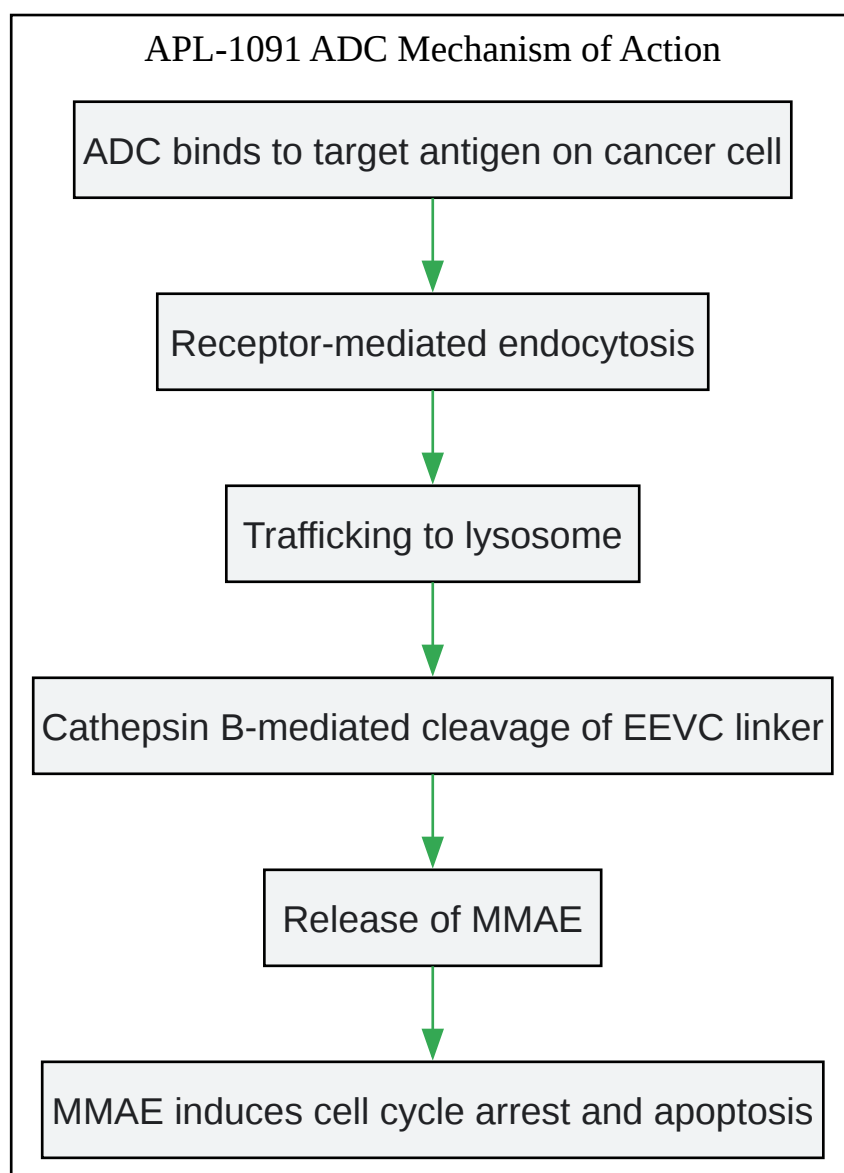 APL-1091 ADC Mechanism of Action
ADC binds to target antigen on cancer cell
Receptor-mediated endocytosis
Trafficking to lysosome
Cathepsin B-mediated cleavage of EEVC linker
Release of MMAE
MMAE induces cell cycle arrest and apoptosis